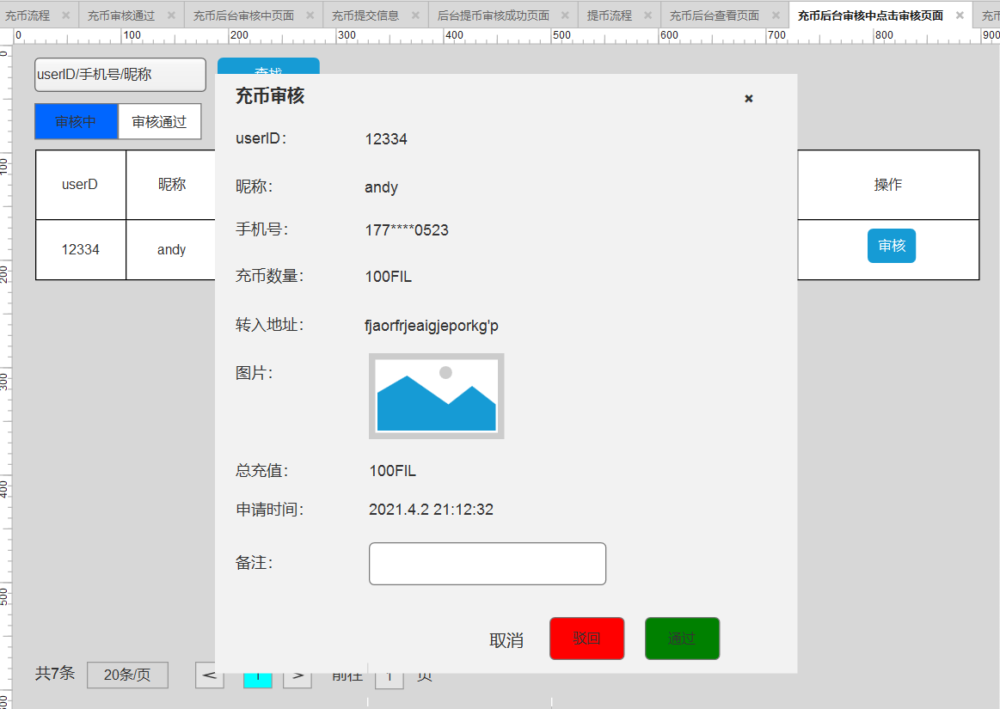 充币流程 充币审核通过 充币后台审核中页面 充币提交信息 后台提币审核成功页面 提币流程 充币后台查看页面 充币后台审核中点击审核页面 充币
0 100 200 300 400 500 600 700 800 900
userID/手机号/昵称 查找
审核中 审核通过
userD 昵称 操作
12334 andy 审核
充币审核
userID： 12334
昵称： andy
手机号： 177****0523
充币数量： 100FIL
转入地址： fjaorfrjeaigjeporkg'p
图片：
总充值： 100FIL
申请时间： 2021.4.2 21:12:32
备注：
取消 驳回 通过
共7条 20条/页 < 1 > 前往 1 页
0
100
200
300
400
500